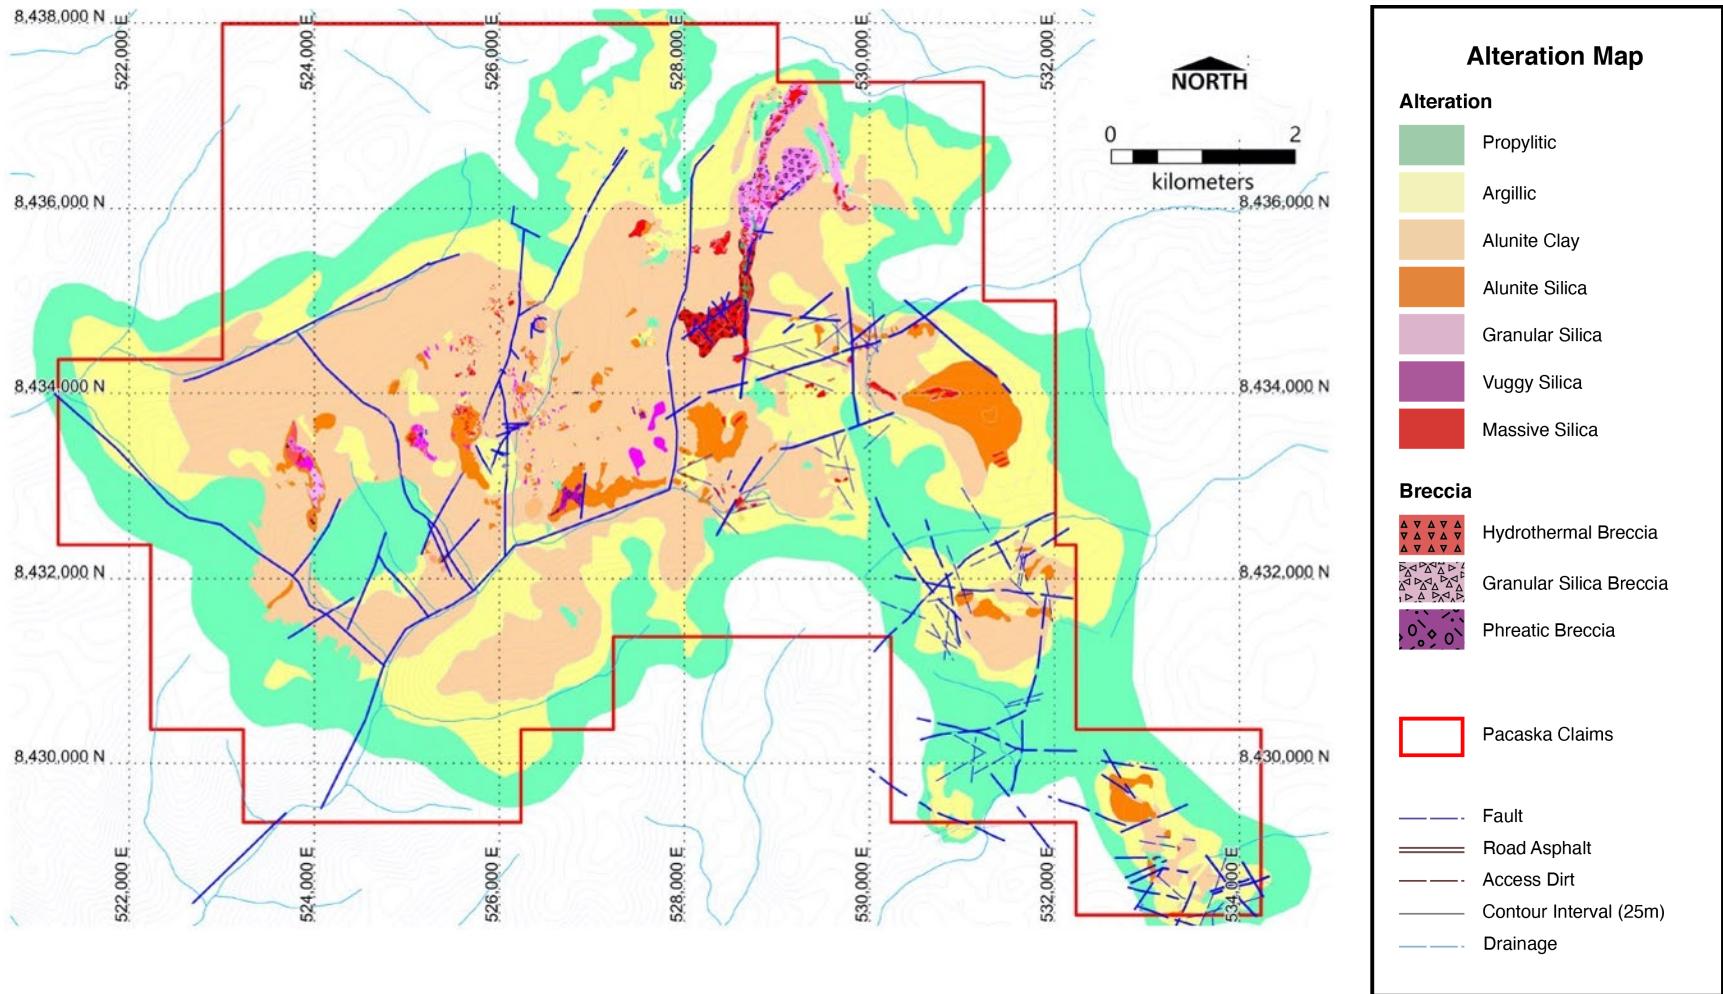 8,438,000 N
522,000 E
524,000 E
526,000 E
528,000 E
530,000 E
532,000 E
NORTH
0 2
kilometers
8,436,000 N
8,436,000 N
8,434,000 N
8,434,000 N
8,432,000 N
8,432,000 N
8,430,000 N
8,430,000 N
522,000 E
524,000 E
526,000 E
528,000 E
530,000 E
532,000 E
534,000 E
Alteration Map
Alteration
Propylitic
Argillic
Alunite Clay
Alunite Silica
Granular Silica
Vuggy Silica
Massive Silica
Breccia
Hydrothermal Breccia
Granular Silica Breccia
Phreatic Breccia
Pacaska Claims
Fault
Road Asphalt
Access Dirt
Contour Interval (25m)
Drainage